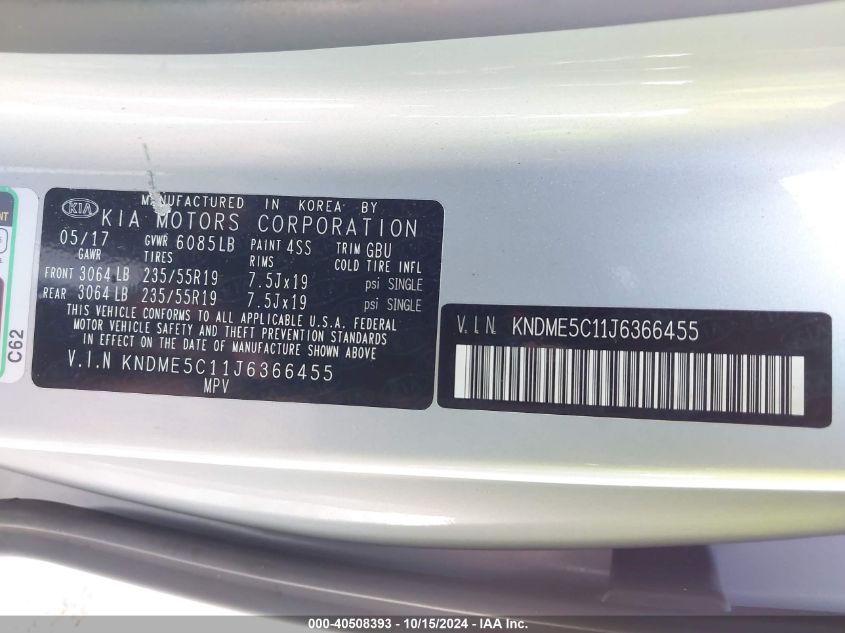 MANUFACTURED IN KOREA BY
KIA KIA MOTORS CORPORATION
05/17 GVWR 6085LB PAINT 4SS TRIM GBU
GAWR TIRES RIMS COLD TIRE INFL
FRONT 3064 LB 235/55R19 7.5Jx19 psi SINGLE
REAR 3064 LB 235/55R19 7.5Jx19 psi SINGLE
THIS VEHICLE CONFORMS TO ALL APPLICABLE U.S.A. FEDERAL
MOTOR VEHICLE SAFETY AND THEFT PREVENTION STANDARDS
IN EFFECT ON THE DATE OF MANUFACTURE SHOWN ABOVE
V.I.N KNDME5C11J6366455
MPV
V.I.N. KNDME5C11J6366455
C62
000-40508393 - 10/15/2024 - IAA Inc.